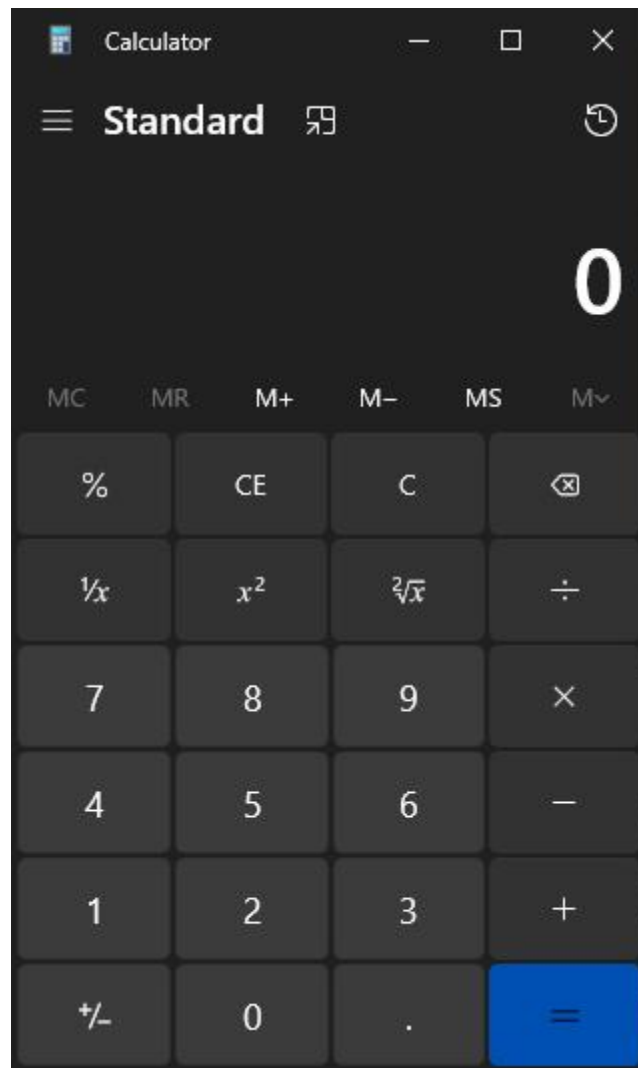 Calculator
Standard
0
MC MR M+ M− MS M
% CE C
¹/x x² ²√x ÷
7 8 9 ×
4 5 6 −
1 2 3 +
+/− 0 . =